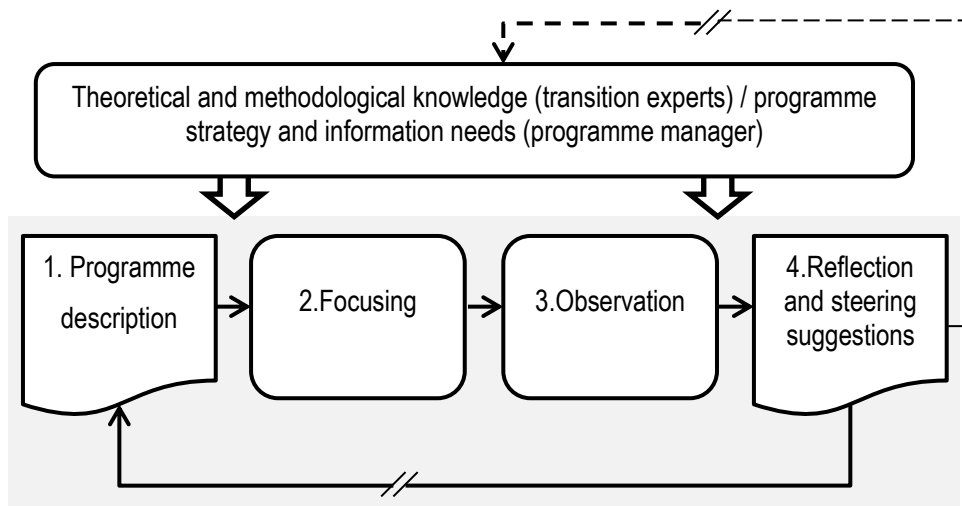 Theoretical and methodological knowledge (transition experts) / programme
strategy and information needs (programme manager)
1. Programme
description
2.Focusing
3.Observation
4.Reflection
and steering
suggestions